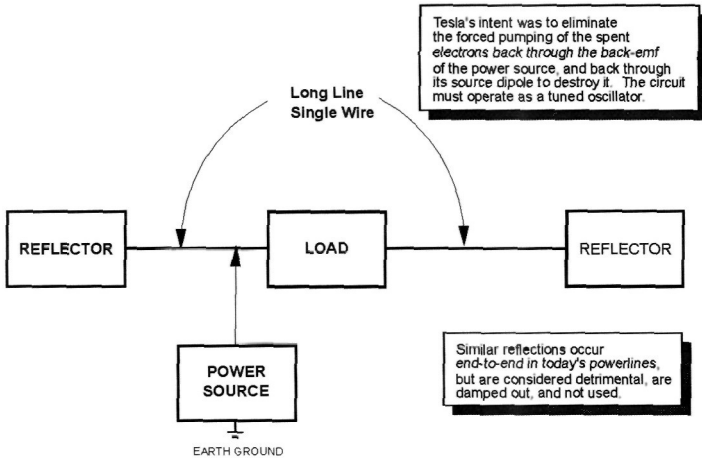 Tesla's intent was to eliminate
the forced pumping of the spent
electrons back through the back-emf
of the power source, and back through
its source dipole to destroy it. The circuit
must operate as a tuned oscillator.
Long Line
Single Wire
REFLECTOR
LOAD
REFLECTOR
POWER
SOURCE
EARTH GROUND
Similar reflections occur
end-to-end in today's powerlines,
but are considered detrimental, are
damped out, and not used.